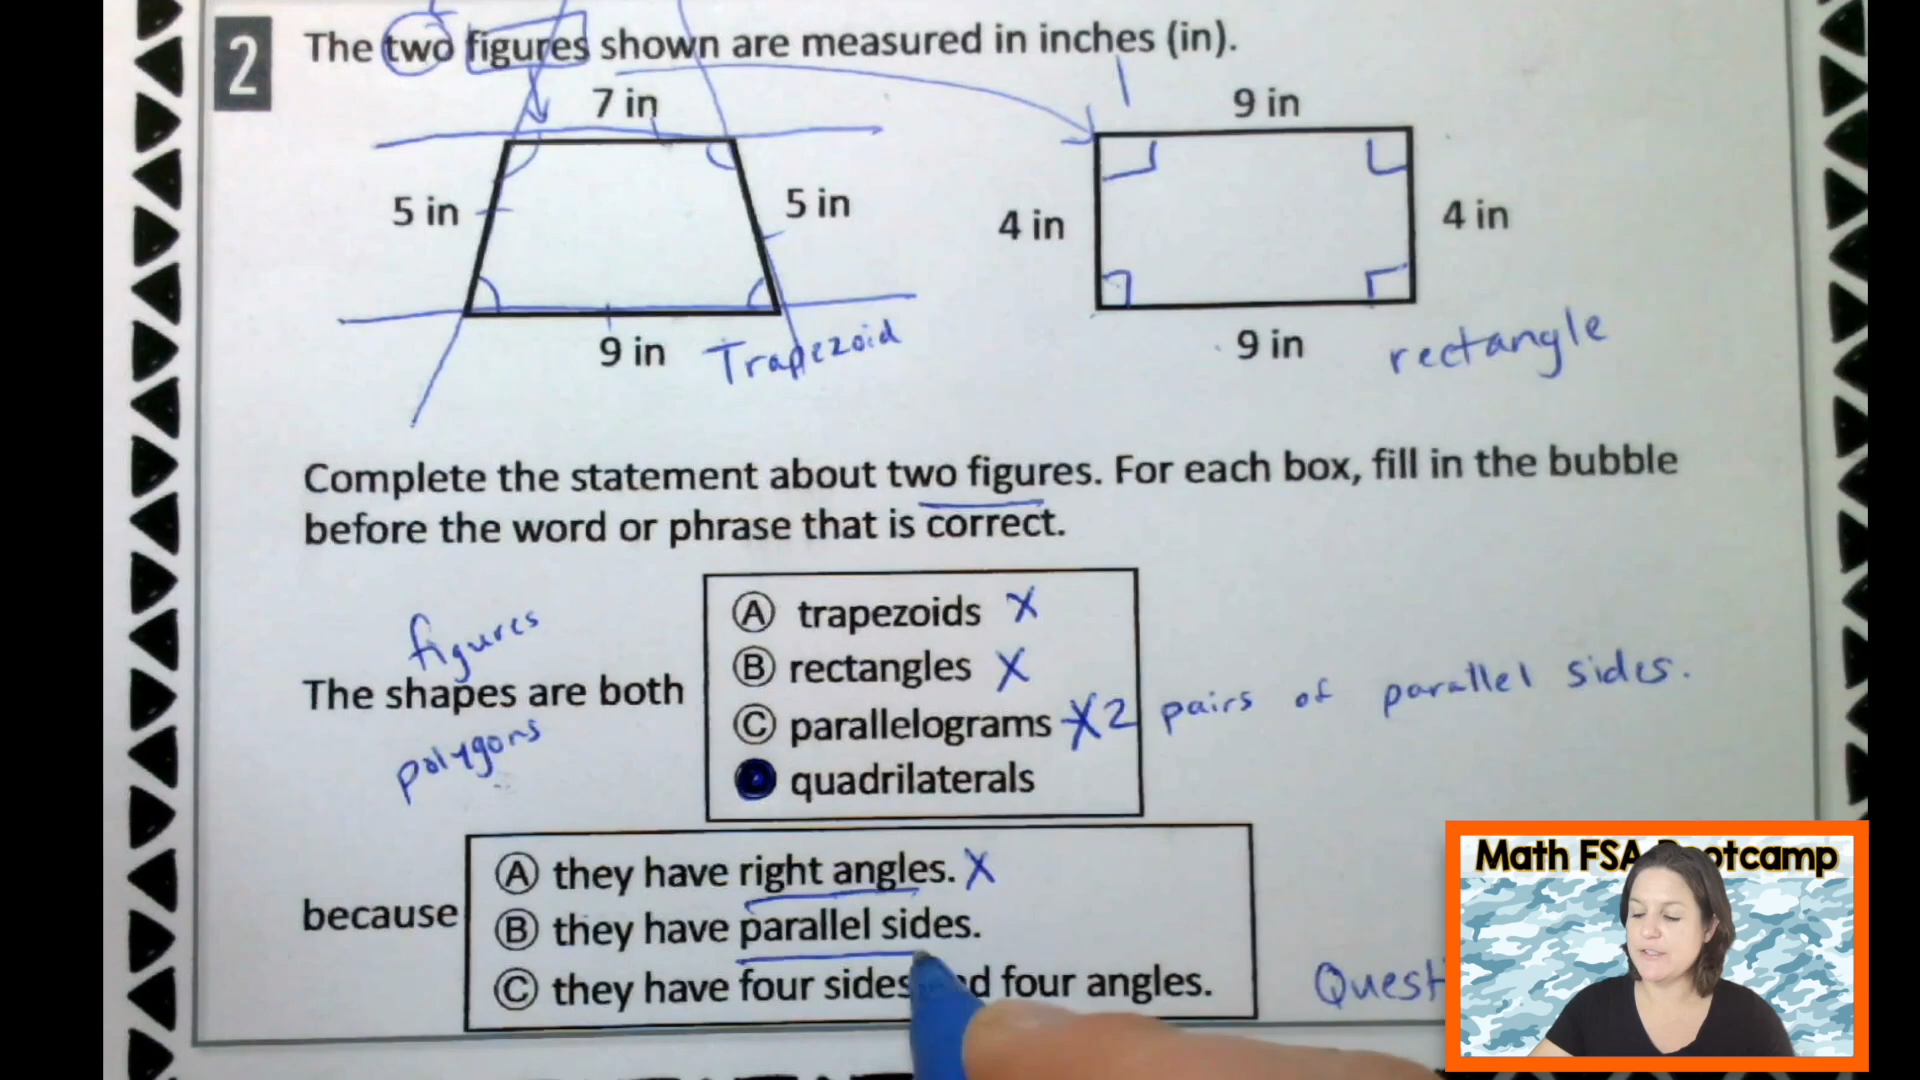 2 The two figures shown are measured in inches (in).
7 in
9 in
5 in
5 in
4 in
4 in
9 in Trapezoid
9 in rectangle
Complete the statement about two figures. For each box, fill in the bubble
before the word or phrase that is correct.
figures
The shapes are both
polygons
A trapezoids X
B rectangles X
C parallelograms X 2 pairs of parallel sides.
quadrilaterals
because
A they have right angles. X
B they have parallel sides.
C they have four sides four angles.
Math FSA